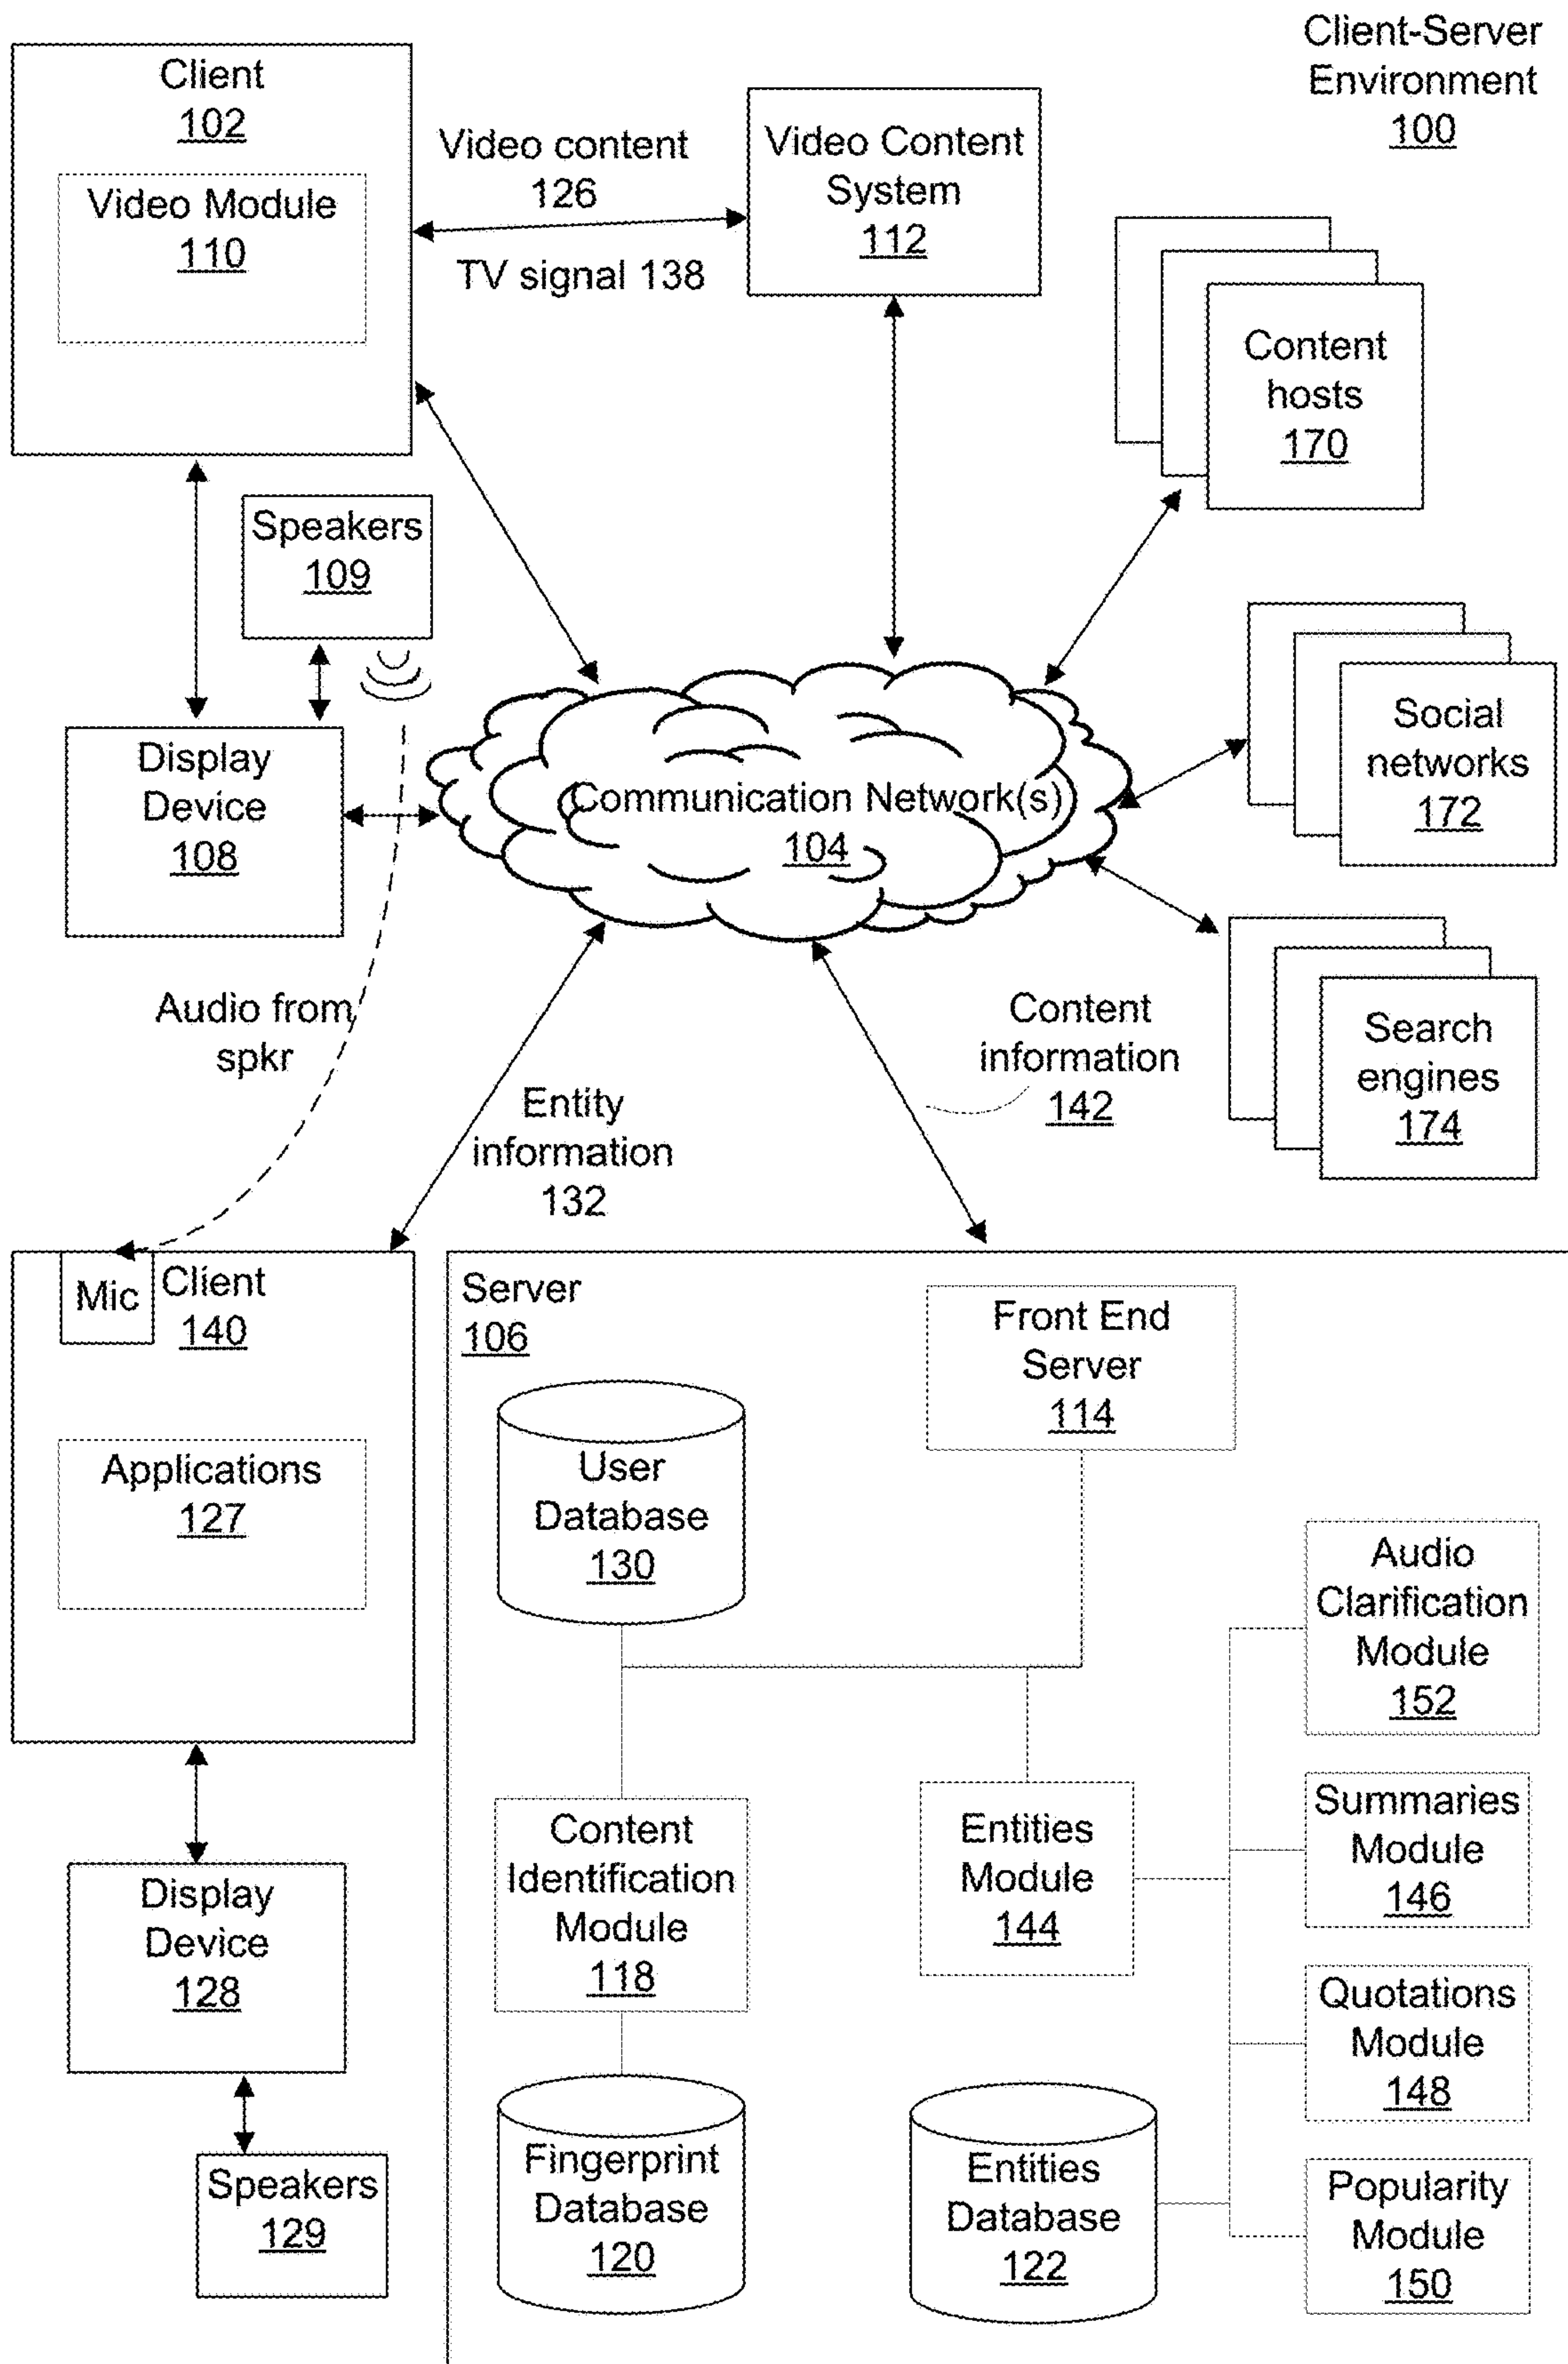 Client-Server
Environment
100
Client
102
Video Module
110
Video content
126
TV signal 138
Video Content
System
112
Content
hosts
170
Speakers
109
Display
Device
108
Communication Network(s)
104
Social
networks
172
Search
engines
174
Audio from
spkr
Entity
information
132
Content
information
142
Mic
Client
140
Applications
127
Display
Device
128
Speakers
129
Server
106
Front End
Server
114
User
Database
130
Audio
Clarification
Module
152
Content
Identification
Module
118
Entities
Module
144
Summaries
Module
146
Quotations
Module
148
Fingerprint
Database
120
Entities
Database
122
Popularity
Module
150